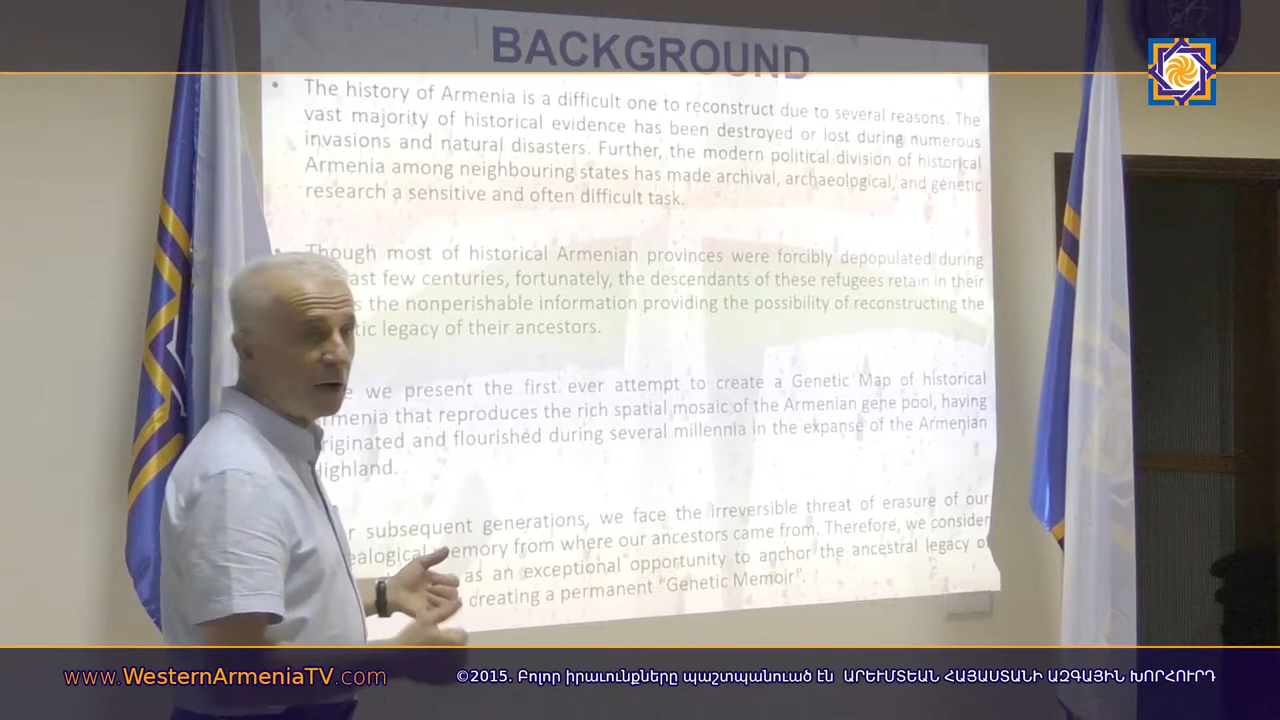 BACKGROUND
• The history of Armenia is a difficult one to reconstruct due to several reasons. The
vast majority of historical evidence has been destroyed or lost during numerous
invasions and natural disasters. Further, the modern political division of historical
Armenia among neighbouring states has made archival, archaeological, and genetic
research a sensitive and often difficult task.
• Though most of historical Armenian provinces were forcibly depopulated during
few centuries, fortunately, the descendants of these refugees retain in their
the nonperishable information providing the possibility of reconstructing the
legacy of their ancestors.
we present the first ever attempt to create a Genetic Map of historical
Armenia that reproduces the rich spatial mosaic of the Armenian gene pool, having
originated and flourished during several millennia in the expanse of the Armenian
Highland.
subsequent generations, we face the irreversible threat of erasure of our
memory from where our ancestors came from. Therefore, we consider
as an exceptional opportunity to anchor the ancestral legacy of
creating a permanent “Genetic Memoir”.
www.WesternArmeniaTV.com
©2015. Բոլոր իրաւունքները պաշտպանուած էն ԱՐԵՒՄՏԵԱՆ ՀԱՅԱՍՏԱՆԻ ԱԶԳԱՅԻՆ ԽՈՐՀՈՒՐԴ